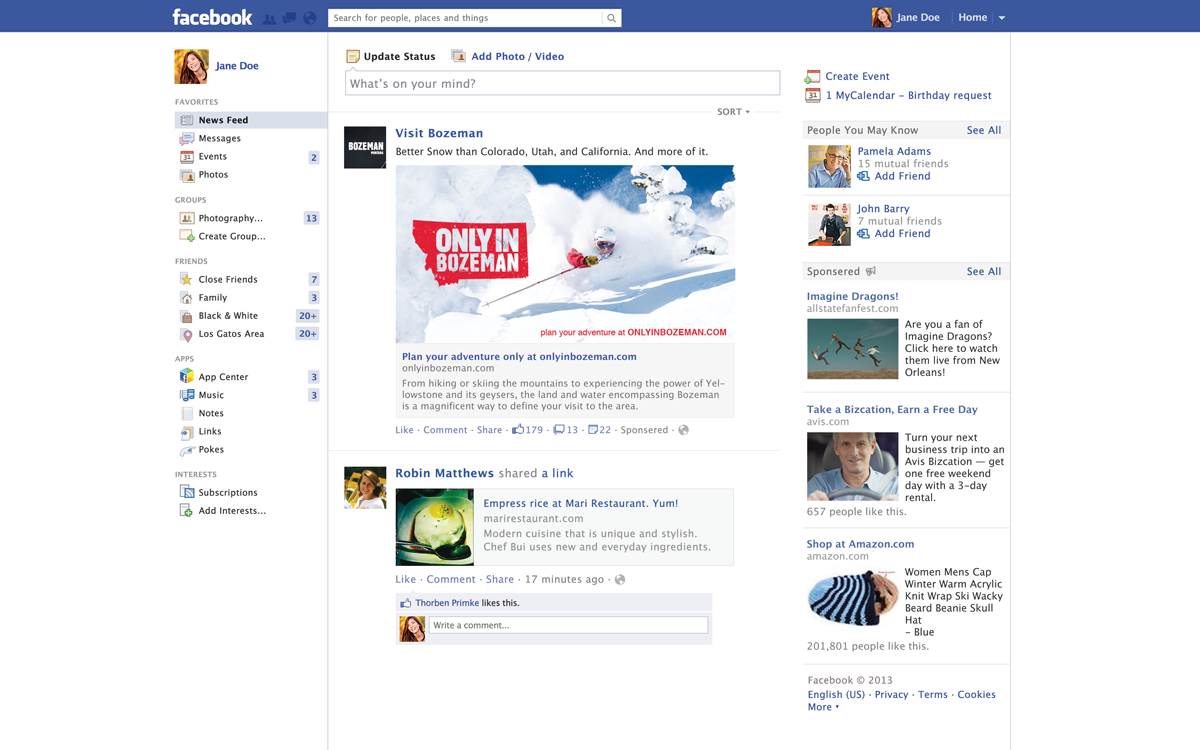 facebook
Search for people, places and things
Jane Doe
Home
Jane Doe
FAVORITES
News Feed
Messages
Events 2
Photos
GROUPS
Photography... 13
Create Group...
FRIENDS
Close Friends 7
Family 3
Black & White 20+
Los Gatos Area 20+
APPS
App Center 3
Music 3
Notes
Links
Pokes
INTERESTS
Subscriptions
Add Interests...
Update Status
Add Photo / Video
What's on your mind?
SORT
BOZEMAN
Visit Bozeman
Better Snow than Colorado, Utah, and California. And more of it.
ONLY IN
BOZEMAN
plan your adventure at ONLYINBOZEMAN.COM
Plan your adventure only at onlyinbozeman.com
onlyinbozeman.com
From hiking or skiing the mountains to experiencing the power of Yel-
lowstone and its geysers, the land and water encompassing Bozeman
is a magnificent way to define your visit to the area.
Like · Comment · Share · 179 · 13 · 22 · Sponsored ·
Robin Matthews shared a link
Empress rice at Mari Restaurant. Yum!
marirestaurant.com
Modern cuisine that is unique and stylish.
Chef Bui uses new and everyday ingredients.
Like · Comment · Share · 17 minutes ago ·
Thorben Primke likes this.
Write a comment...
Create Event
31 1 MyCalendar – Birthday request
People You May Know See All
Pamela Adams
15 mutual friends
Add Friend
John Barry
7 mutual friends
Add Friend
Sponsored See All
Imagine Dragons!
allstatefanfest.com
Are you a fan of
Imagine Dragons?
Click here to watch
them live from New
Orleans!
Take a Bizcation, Earn a Free Day
avis.com
Turn your next
business trip into an
Avis Bizcation — get
one free weekend
day with a 3-day
rental.
657 people like this.
Shop at Amazon.com
amazon.com
Women Mens Cap
Winter Warm Acrylic
Knit Wrap Ski Wacky
Beard Beanie Skull
Hat
– Blue
201,801 people like this.
Facebook © 2013
English (US) · Privacy · Terms · Cookies
More